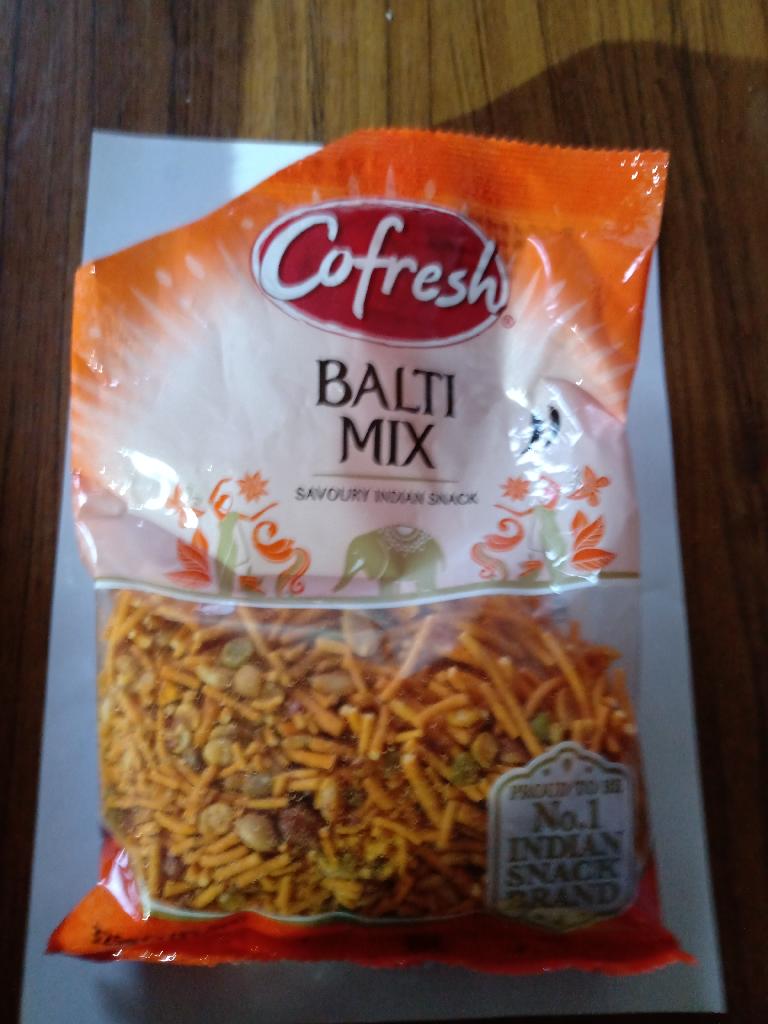 Cofresh®
BALTI
MIX
SAVOURY INDIAN SNACK
PROUD TO BE
No.1
INDIAN
SNACK
BRAND